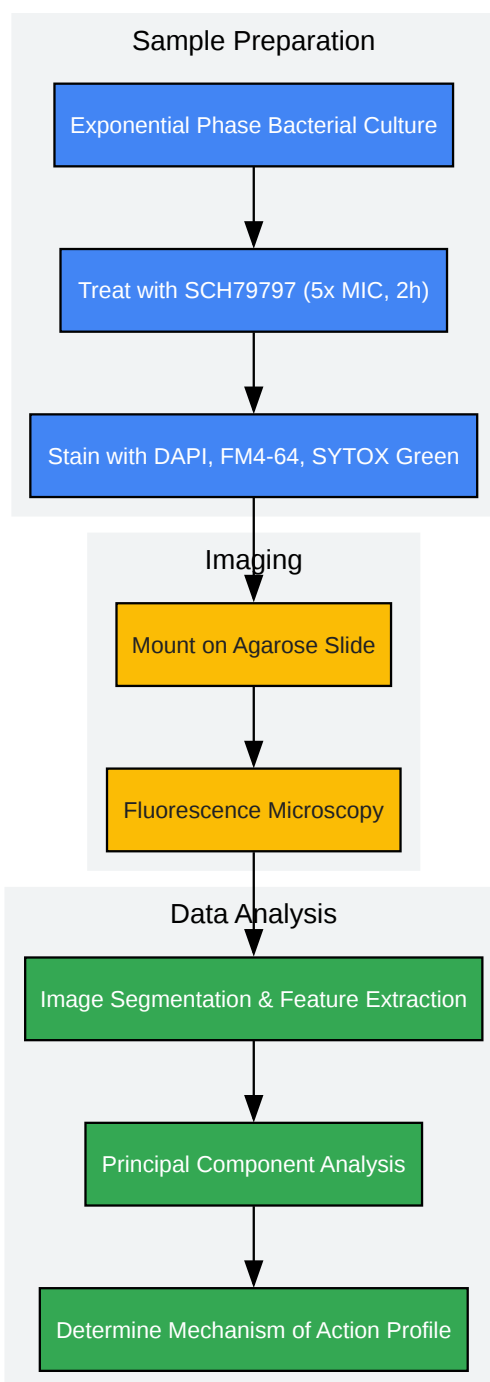 Sample Preparation
Exponential Phase Bacterial Culture
Treat with SCH79797 (5x MIC, 2h)
Stain with DAPI, FM4-64, SYTOX Green
Imaging
Mount on Agarose Slide
Fluorescence Microscopy
Data Analysis
Image Segmentation & Feature Extraction
Principal Component Analysis
Determine Mechanism of Action Profile